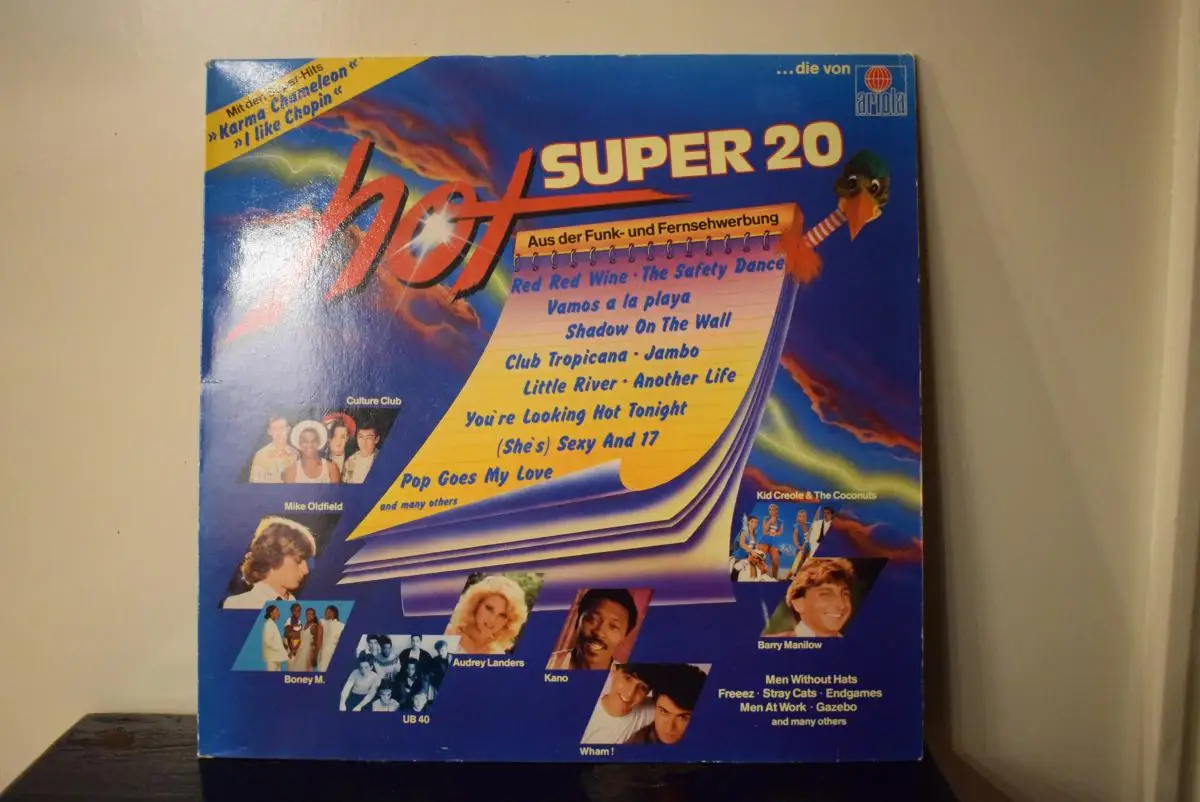 Mit den Super-Hits
»Karma Chameleon«
»I like Chopin«
...die von
ariola
hot SUPER 20
Aus der Funk- und Fernsehwerbung
Red Red Wine · The Safety Dance
Vamos a la playa
Shadow On The Wall
Club Tropicana · Jambo
Little River · Another Life
You're Looking Hot Tonight
(She's) Sexy And 17
Pop Goes My Love
and many others
Culture Club
Mike Oldfield
Boney M.
UB 40
Audrey Landers
Kano
Wham!
Kid Creole & The Coconuts
Barry Manilow
Men Without Hats
Freeez · Stray Cats · Endgames
Men At Work · Gazebo
and many others